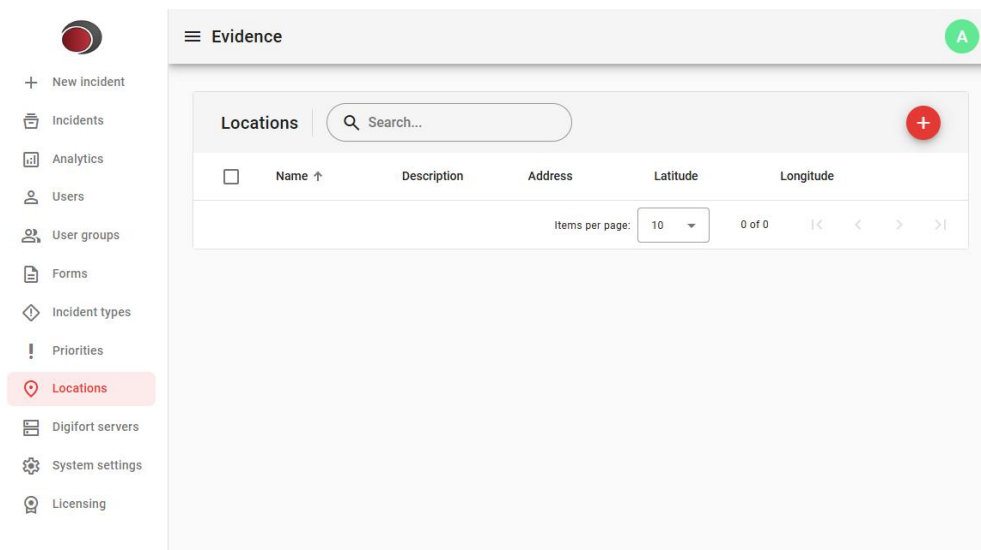 Evidence
A
New incident
Incidents
Analytics
Users
User groups
Forms
Incident types
Priorities
Locations
Digifort servers
System settings
Licensing
Locations
Search...
Name Description Address Latitude Longitude
Items per page: 10 0 of 0